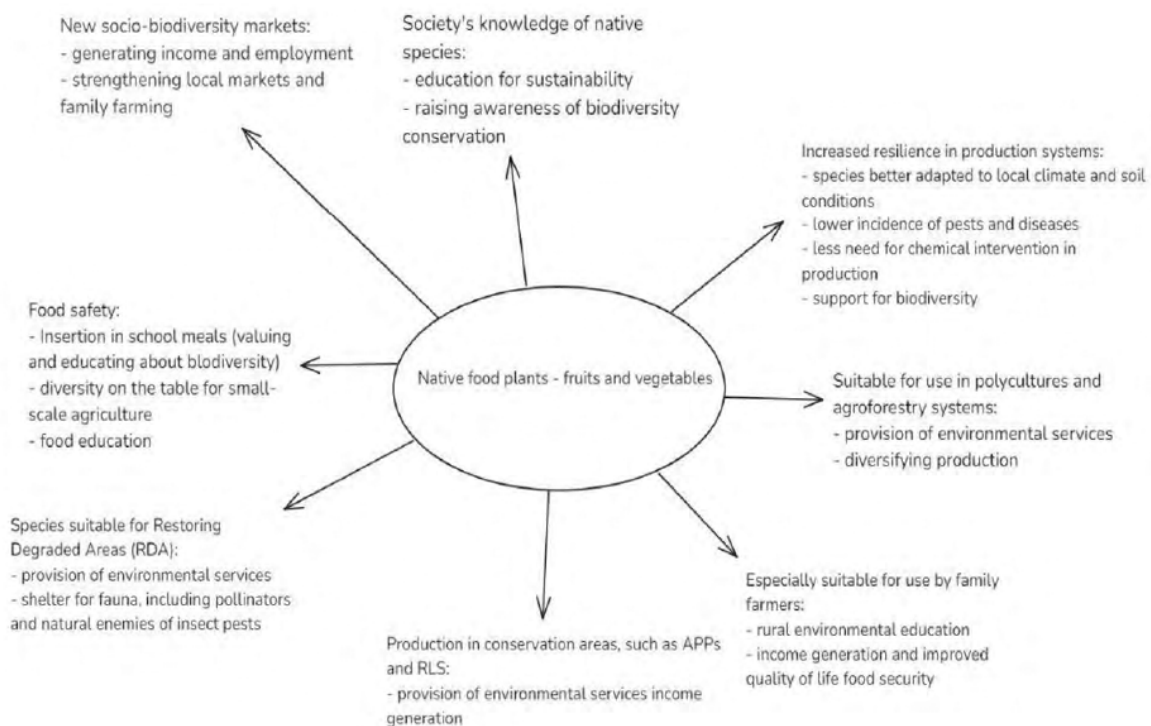 New socio-biodiversity markets:
- generating income and employment
- strengthening local markets and
family farming
Society's knowledge of native
species:
- education for sustainability
- raising awareness of biodiversity
conservation
Increased resilience in production systems:
- species better adapted to local climate and soil
conditions
- lower incidence of pests and diseases
- less need for chemical intervention in
production
- support for biodiversity
Food safety:
- Insertion in school meals (valuing
and educating about blodiversity)
- diversity on the table for small-
scale agriculture
- food education
Native food plants - fruits and vegetables
Suitable for use in polycultures and
agroforestry systems:
- provision of environmental services
- diversifying production
Species suitable for Restoring
Degraded Areas (RDA):
- provision of environmental services
- shelter for fauna, including pollinators
and natural enemies of insect pests
Production in conservation areas, such as APPs
and RLS:
- provision of environmental services income
generation
Especially suitable for use by family
farmers:
- rural environmental education
- income generation and improved
quality of life food security